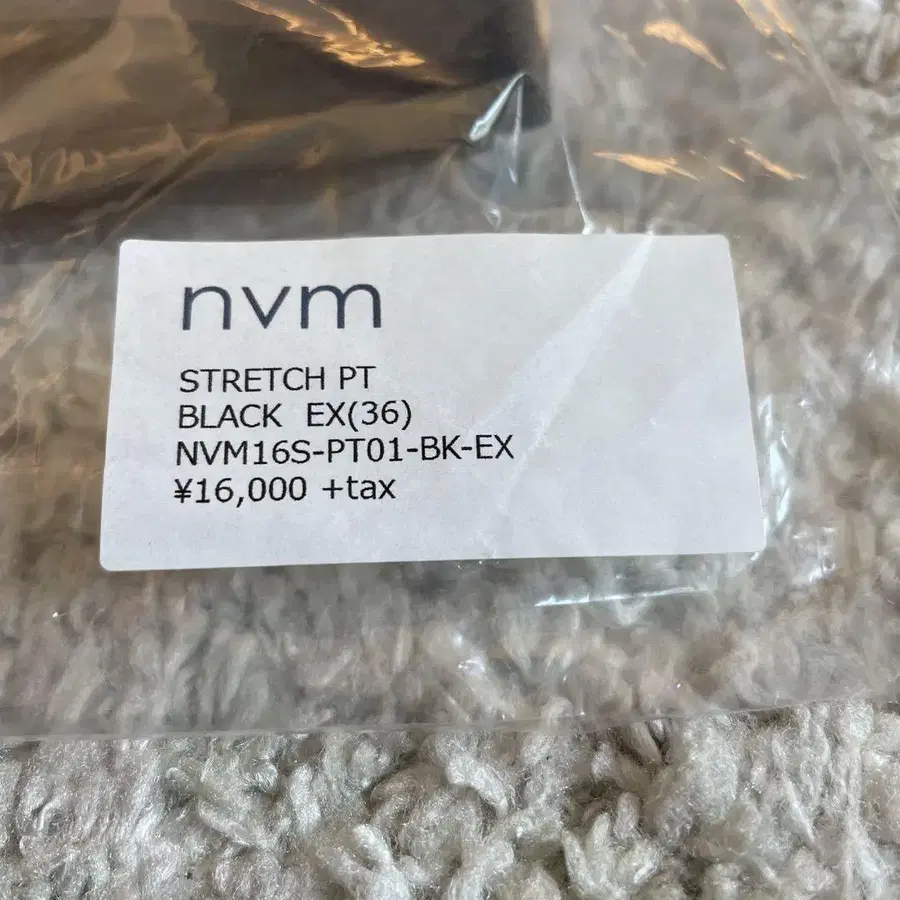 nvm
STRETCH PT
BLACK  EX(36)
NVM16S-PT01-BK-EX
¥16,000 +tax